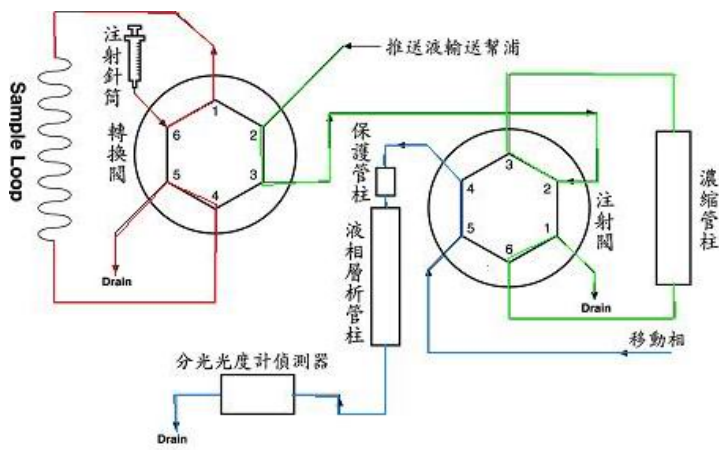 Sample Loop
注射針筒
轉換閥
1
2
3
4
5
6
Drain
推送液輸送幫浦
保護管柱
液相層析管柱
3
2
1
6
5
4
注射閥
Drain
濃缩管柱
移動相
分光光度計偵測器
Drain